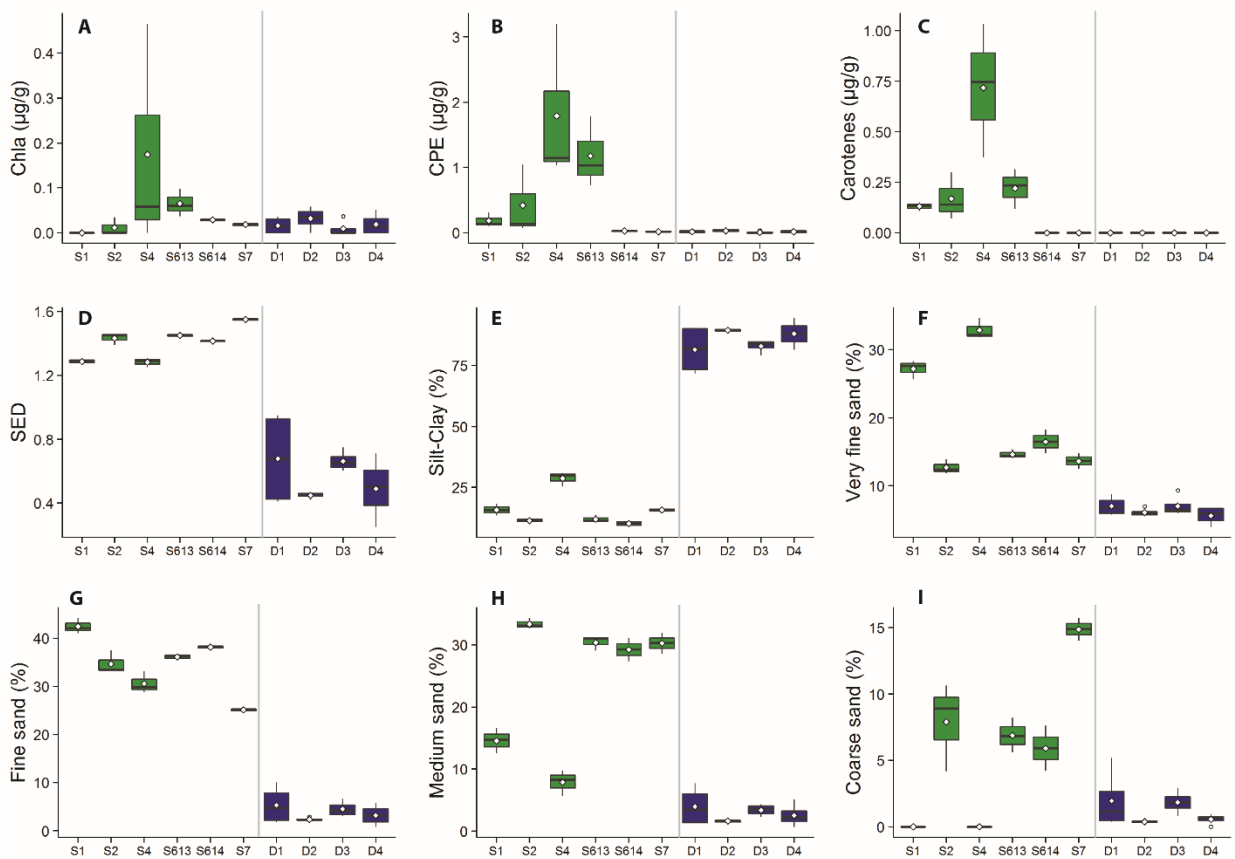 A
Chla (µg/g)
0.4
0.3
0.2
0.1
0.0
S1 S2 S4 S613 S614 S7 D1 D2 D3 D4
B
CPE (µg/g)
3
2
1
0
S1 S2 S4 S613 S614 S7 D1 D2 D3 D4
C
Carotenes (µg/g)
1.00
0.75
0.50
0.25
0.00
S1 S2 S4 S613 S614 S7 D1 D2 D3 D4
D
SED
1.6
1.2
0.8
0.4
S1 S2 S4 S613 S614 S7 D1 D2 D3 D4
E
Silt-Clay (%)
75
50
25
S1 S2 S4 S613 S614 S7 D1 D2 D3 D4
F
Very fine sand (%)
30
20
10
S1 S2 S4 S613 S614 S7 D1 D2 D3 D4
G
Fine sand (%)
40
30
20
10
0
S1 S2 S4 S613 S614 S7 D1 D2 D3 D4
H
Medium sand (%)
30
20
10
0
S1 S2 S4 S613 S614 S7 D1 D2 D3 D4
I
Coarse sand (%)
15
10
5
0
S1 S2 S4 S613 S614 S7 D1 D2 D3 D4